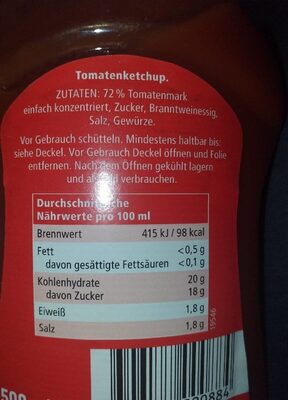 Tomatenketchup.
ZUTATEN: 72 % Tomatenmark
einfach konzentriert, Zucker, Branntweinessig,
Salz, Gewürze.
Vor Gebrauch schütteln. Mindestens haltbar bis:
siehe Deckel. Vor Gebrauch Deckel öffnen und Folie
entfernen. Nach dem Öffnen gekühlt lagern
und alsbald verbrauchen.
Durchschnittliche
Nährwerte pro 100 ml
Brennwert 415 kJ / 98 kcal
Fett <0,5 g
davon gesättigte Fettsäuren <0,1 g
Kohlenhydrate 20 g
davon Zucker 18 g
Eiweiß 1,8 g
Salz 1,8 g
19546
500